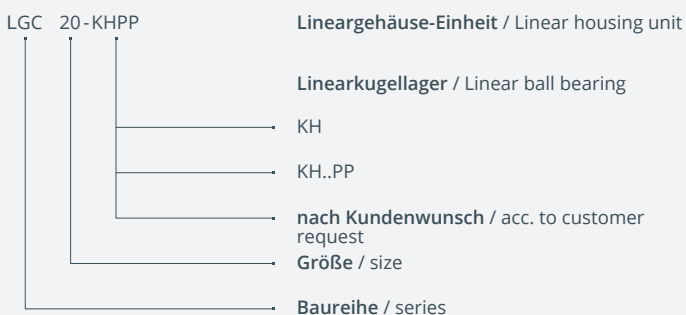 LGC 20-KHPP Lineargehäuse-Einheit / Linear housing unit
Linearkugellager / Linear ball bearing
KH
KH..PP
nach Kundenwunsch / acc. to customer
request
Größe / size
Baureihe / series